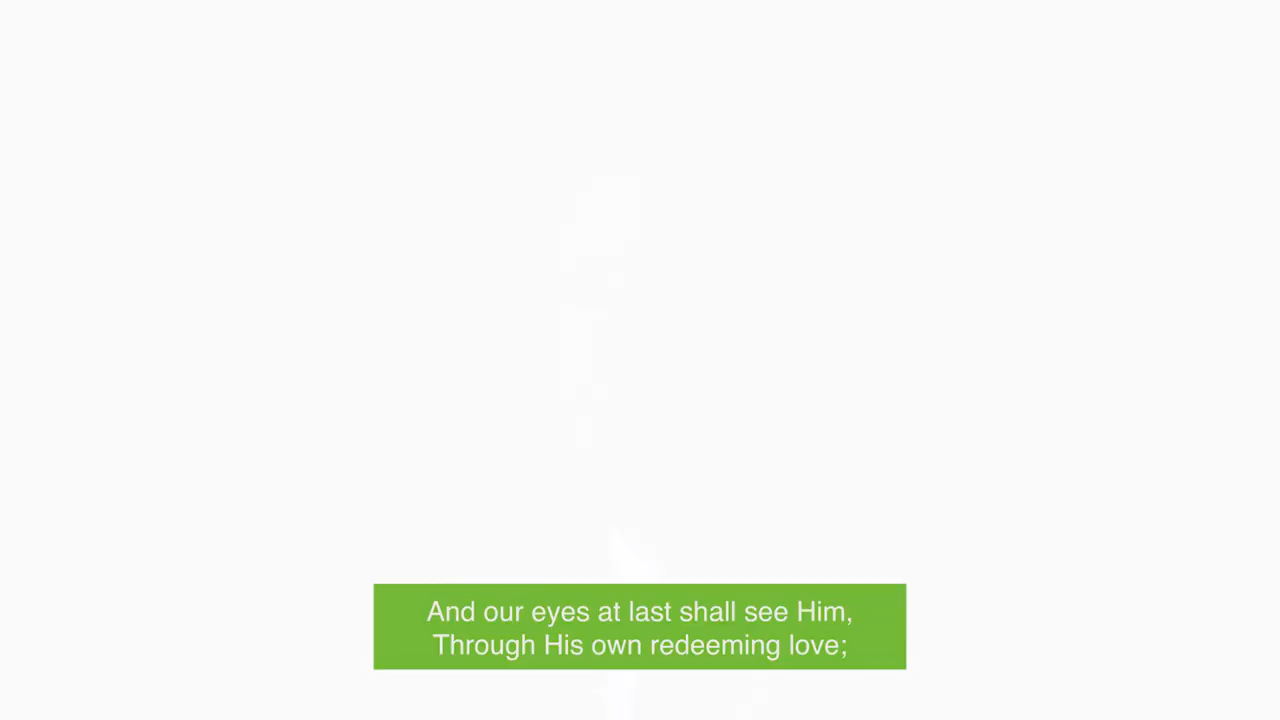 And our eyes at last shall see Him,
Through His own redeeming love;